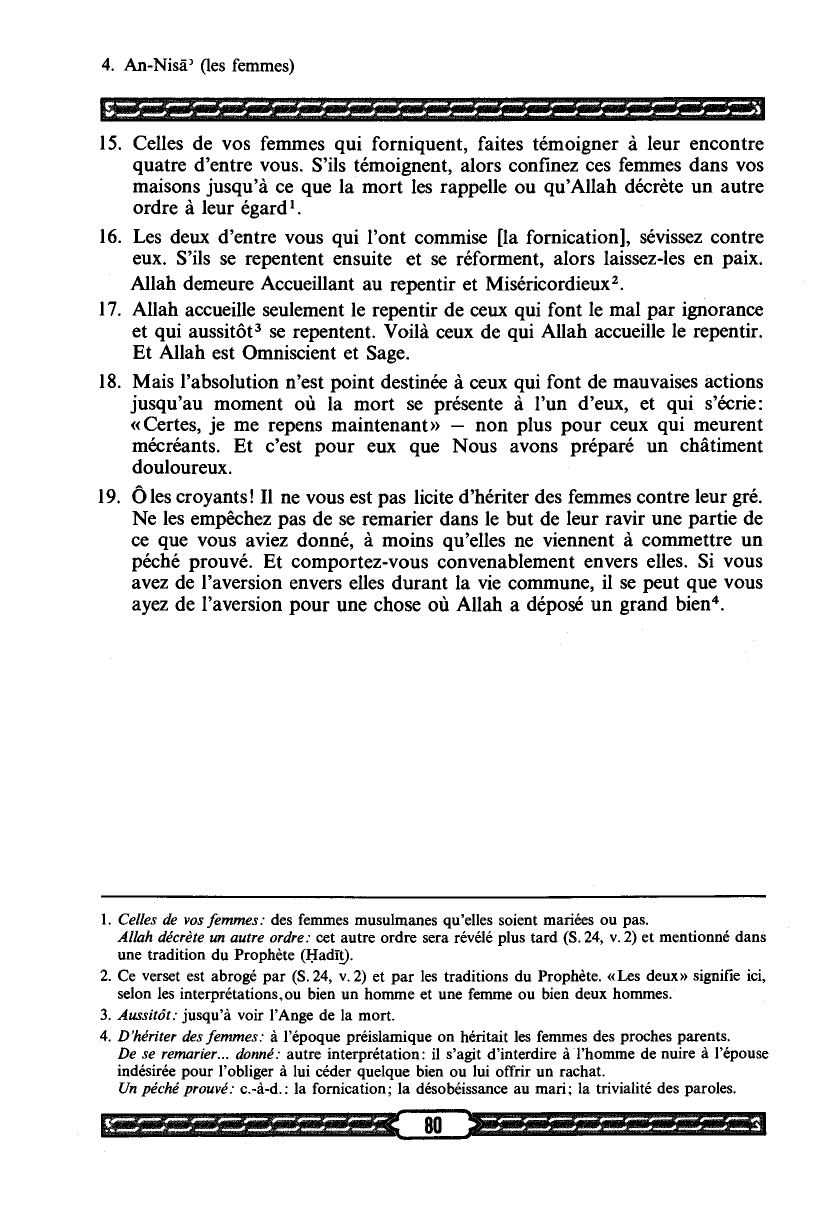 4. An-Nisāʾ (les femmes)
15. Celles de vos femmes qui forniquent, faites témoigner à leur encontre
quatre d’entre vous. S’ils témoignent, alors confinez ces femmes dans vos
maisons jusqu’à ce que la mort les rappelle ou qu’Allah décrète un autre
ordre à leur égard¹.
16. Les deux d’entre vous qui l’ont commise [la fornication], sévissez contre
eux. S’ils se repentent ensuite et se réforment, alors laissez-les en paix.
Allah demeure Accueillant au repentir et Miséricordieux².
17. Allah accueille seulement le repentir de ceux qui font le mal par ignorance
et qui aussitôt³ se repentent. Voilà ceux de qui Allah accueille le repentir.
Et Allah est Omniscient et Sage.
18. Mais l’absolution n’est point destinée à ceux qui font de mauvaises actions
jusqu’au moment où la mort se présente à l’un d’eux, et qui s’écrie:
«Certes, je me repens maintenant» — non plus pour ceux qui meurent
mécréants. Et c’est pour eux que Nous avons préparé un châtiment
douloureux.
19. Ô les croyants! Il ne vous est pas licite d’hériter des femmes contre leur gré.
Ne les empêchez pas de se remarier dans le but de leur ravir une partie de
ce que vous aviez donné, à moins qu’elles ne viennent à commettre un
péché prouvé. Et comportez-vous convenablement envers elles. Si vous
avez de l’aversion envers elles durant la vie commune, il se peut que vous
ayez de l’aversion pour une chose où Allah a déposé un grand bien⁴.
1. Celles de vos femmes: des femmes musulmanes qu’elles soient mariées ou pas.
Allah décrète un autre ordre: cet autre ordre sera révélé plus tard (S. 24, v. 2) et mentionné dans
une tradition du Prophète (Ḥadīṯ).
2. Ce verset est abrogé par (S. 24, v. 2) et par les traditions du Prophète. «Les deux» signifie ici,
selon les interprétations, ou bien un homme et une femme ou bien deux hommes.
3. Aussitôt: jusqu’à voir l’Ange de la mort.
4. D’hériter des femmes: à l’époque préislamique on héritait les femmes des proches parents.
De se remarier... donné: autre interprétation: il s’agit d’interdire à l’homme de nuire à l’épouse
indésirée pour l’obliger à lui céder quelque bien ou lui offrir un rachat.
Un péché prouvé: c.-à-d.: la fornication; la désobéissance au mari; la trivialité des paroles.
80